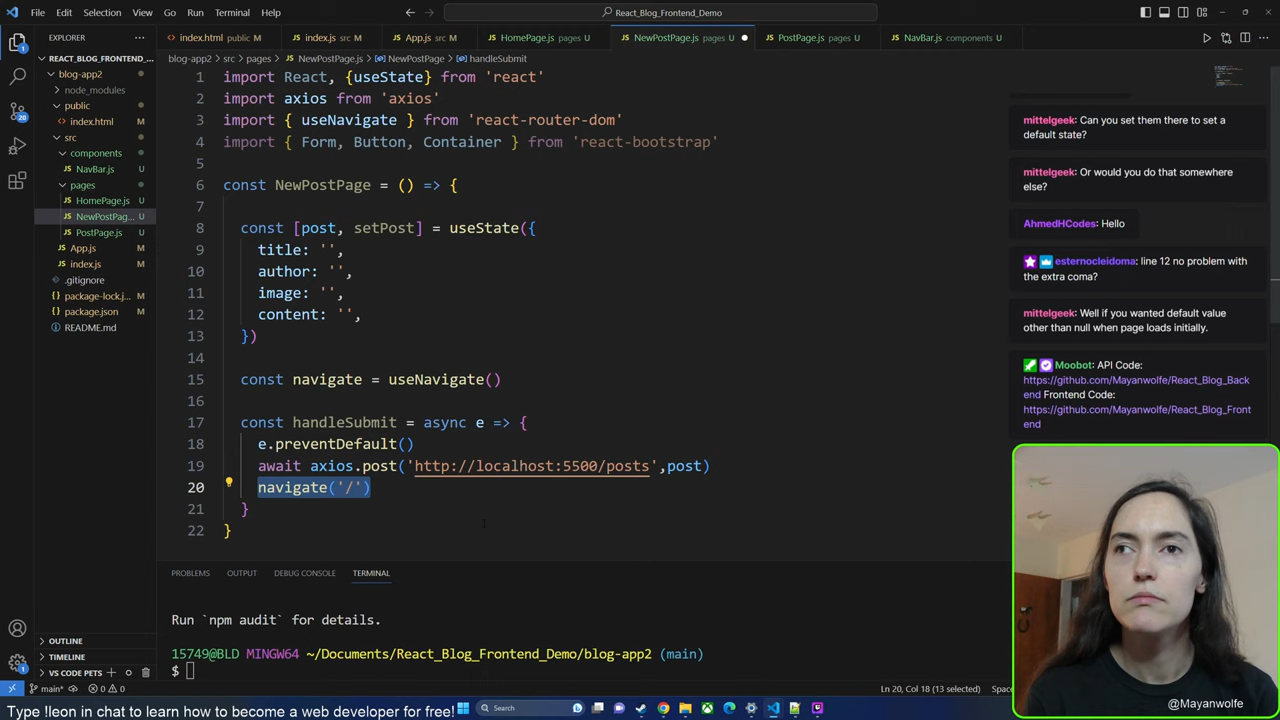 File Edit Selection View Go Run Terminal Help
React_Blog_Frontend_Demo
EXPLORER
REACT_BLOG_FRONTEND_...
blog-app2
node_modules
public
index.html U
src
components
NavBar.js U
pages
HomePage.js U
NewPostPag... U
PostPage.js U
App.js M
index.js M
.gitignore
package-lock.j... M
package.json M
README.md
OUTLINE
TIMELINE
VS CODE PETS
index.html public M
index.js src M
App.js src M
HomePage.js pages U
NewPostPage.js pages U
PostPage.js pages U
NavBar.js components U
blog-app2 > src > pages > NewPostPage.js > NewPostPage > handleSubmit
1 import React, {useState} from 'react'
2 import axios from 'axios'
3 import { useNavigate } from 'react-router-dom'
4 import { Form, Button, Container } from 'react-bootstrap'
5
6 const NewPostPage = () => {
7
8 const [post, setPost] = useState({
9 title: '',
10 author: '',
11 image: '',
12 content: '',
13 })
14
15 const navigate = useNavigate()
16
17 const handleSubmit = async e => {
18 e.preventDefault()
19 await axios.post('http://localhost:5500/posts',post)
20 navigate('/')
21 }
22 }
PROBLEMS OUTPUT DEBUG CONSOLE TERMINAL
Run `npm audit` for details.
15749@BLD MINGW64 ~/Documents/React_Blog_Frontend_Demo/blog-app2 (main)
$
mittelgeek: Can you set them there to set a
default state?
mittelgeek: Or would you do that somewhere
else?
AhmedHCodes: Hello
esternocleidoma: line 12 no problem with
the extra coma?
mittelgeek: Well if you wanted default value
other than null when page loads initially.
Moobot: API Code:
https://github.com/Mayanwolfe/React_Blog_Back
end Frontend Code:
https://github.com/Mayanwolfe/React_Blog_Front
end
@Mayanwolfe
1
20
main* 0 0
Ln 20, Col 18 (13 selected)
Type !leon in chat to learn how to become a web developer for free!
Search